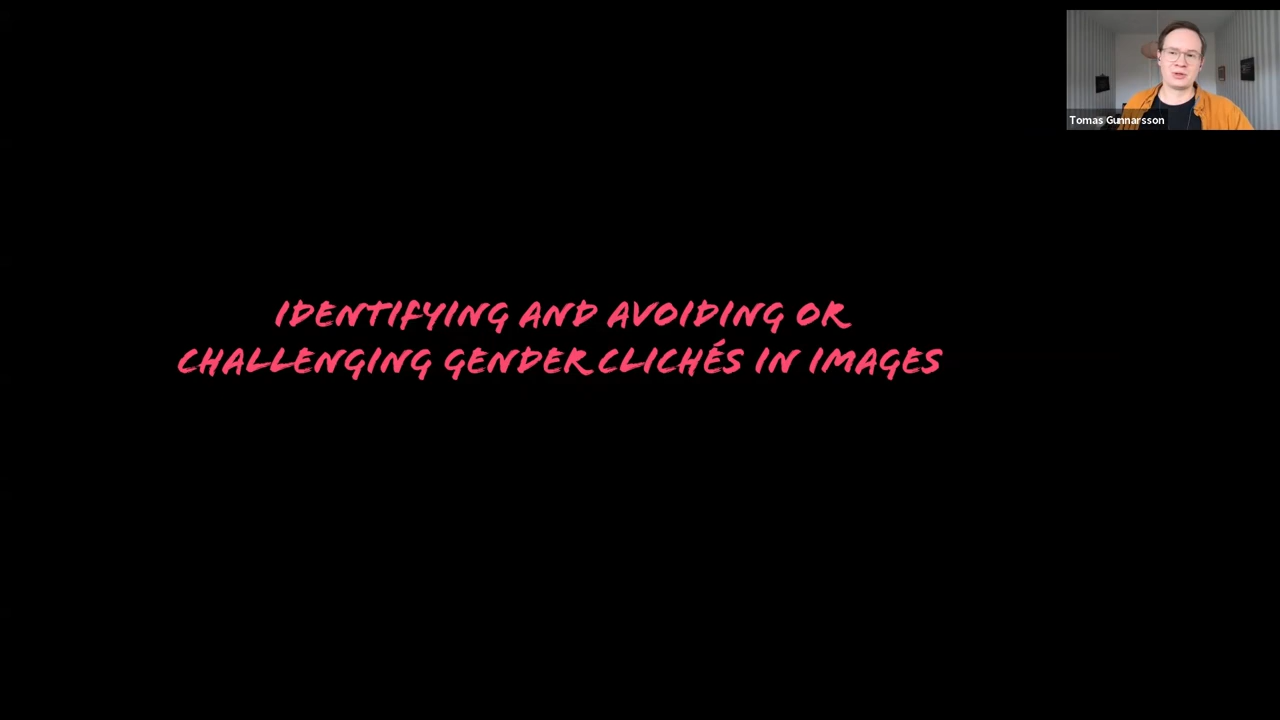 IDENTIFYING AND AVOIDING OR
CHALLENGING GENDER CLICHÉS IN IMAGES
Tomas Gunnarsson